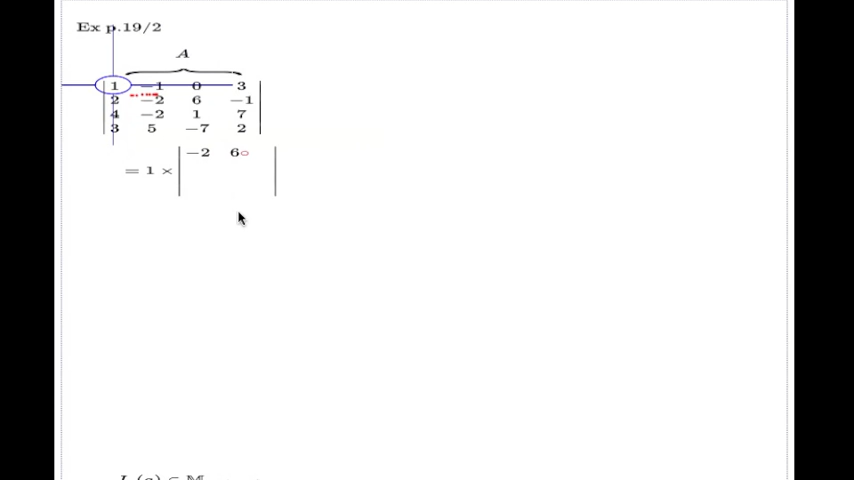 Ex p.19/2
A
1 −1 0 3
2 −2 6 −1
4 −2 1 7
3 5 −7 2
−2 6
= 1 ×